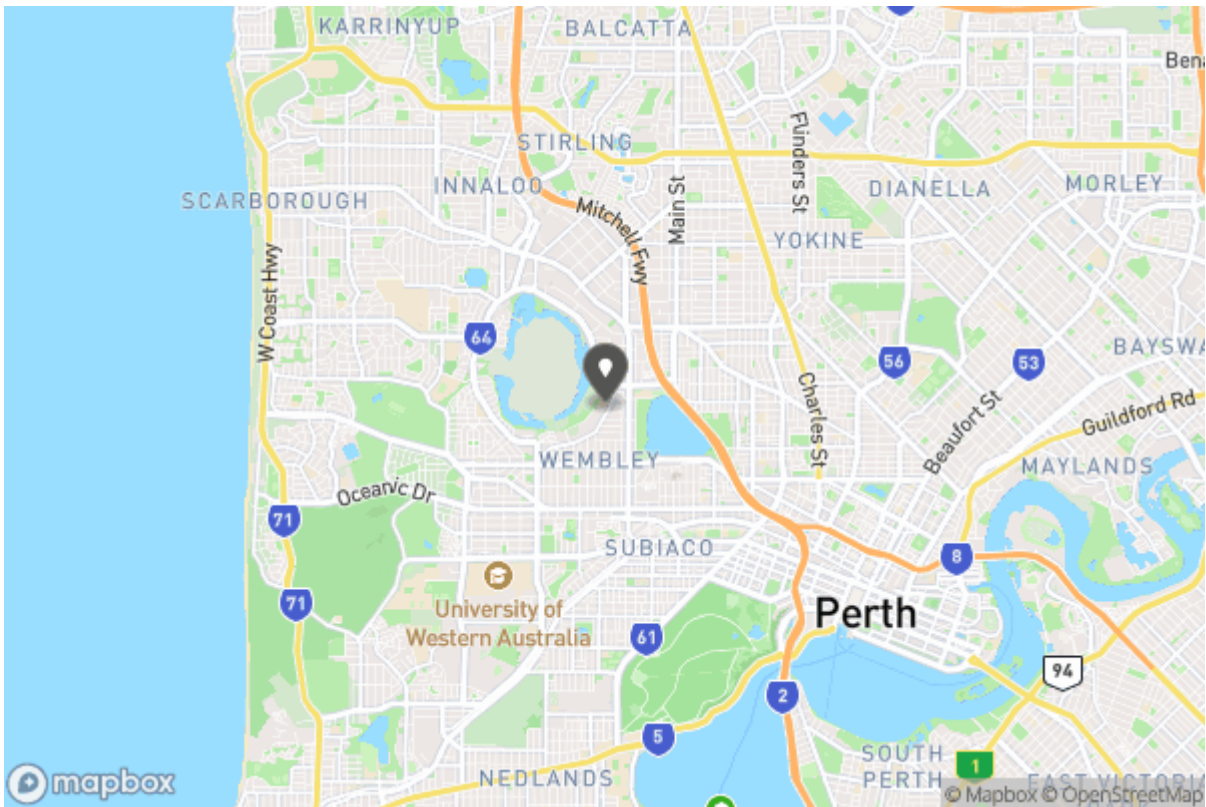 KARRINYUP
BALCATTA
Bena
STIRLING
Flinders St
INNALOO
Main St
DIANELLA
MORLEY
SCARBOROUGH
Mitchell Fwy
YOKINE
W Coast Hwy
64
56
53
BAYSWA
Charles St
Beaufort St
Guildford Rd
WEMBLEY
MAYLANDS
Oceanic Dr
71
SUBIACO
8
71
University of
Western Australia
61
Perth
94
2
5
SOUTH
PERTH
1
NEDLANDS
EAST VICTORIA
mapbox
© Mapbox © OpenStreetMap